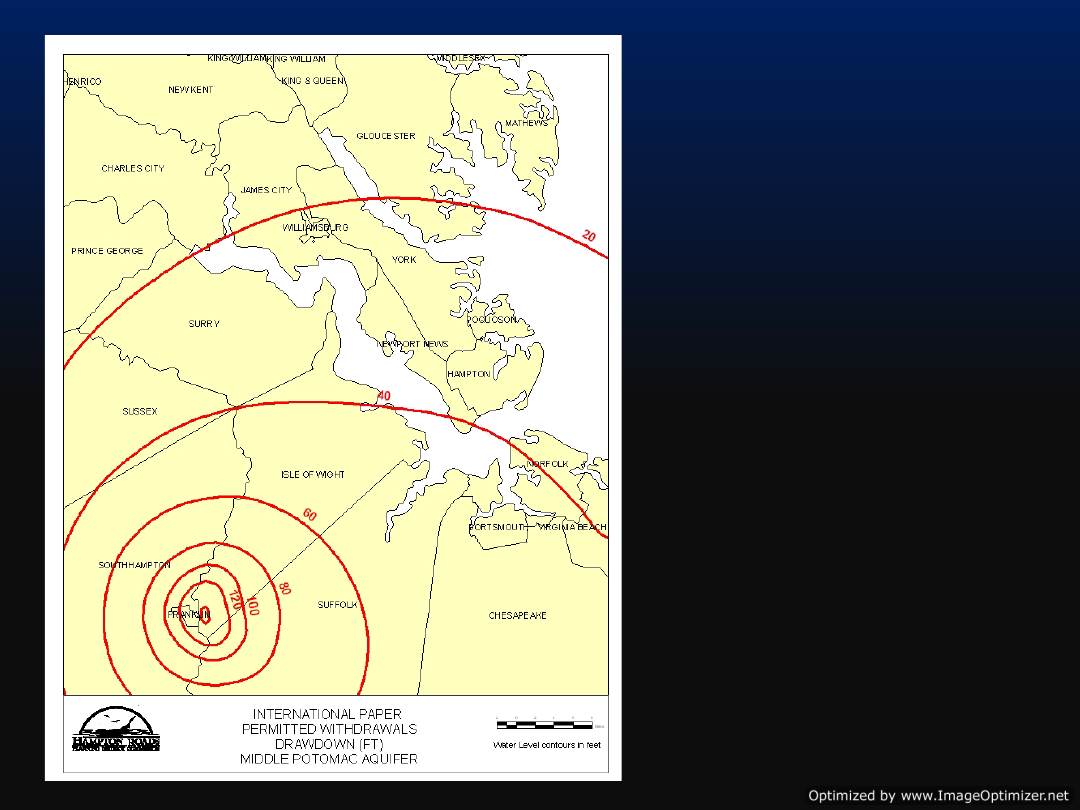 KING WILLIAM
KING WILLIAM
MIDDLESEX
HENRICO
KING & QUEEN
NEW KENT
MATHEWS
GLOUCESTER
CHARLES CITY
JAMES CITY
WILLIAMSBURG
20
PRINCE GEORGE
YORK
SURRY
POQUOSON
NEWPORT NEWS
HAMPTON
40
SUSSEX
NORFOLK
ISLE OF WIGHT
60
PORTSMOUTH
VIRGINIA BEACH
SOUTHHAMPTON
80
100
120
SUFFOLK
FRANKLIN
CHESAPEAKE
HAMPTON ROADS
INTERNATIONAL PAPER
PERMITTED WITHDRAWALS
DRAWDOWN (FT)
MIDDLE POTOMAC AQUIFER
Water Level contours in feet
Optimized by www.ImageOptimizer.net